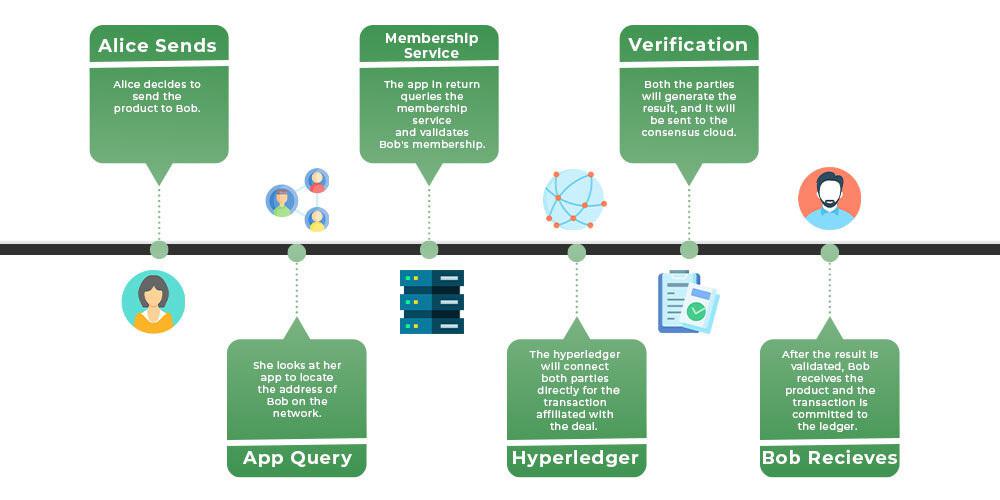 Alice Sends
Alice decides to
send the
product to Bob.
She looks at her
app to locate
the address of
Bob on the
network.
App Query
Membership
Service
The app in return
queries the
membership
service
and validates
Bob's membership.
The hyperledger
will connect
both parties
directly for the
transaction
affiliated with
the deal.
Hyperledger
Verification
Both the parties
will generate the
result, and it will
be sent to the
consensus cloud.
After the result is
validated, Bob
receives the
product and the
transaction is
committed to
the ledger.
Bob Recieves